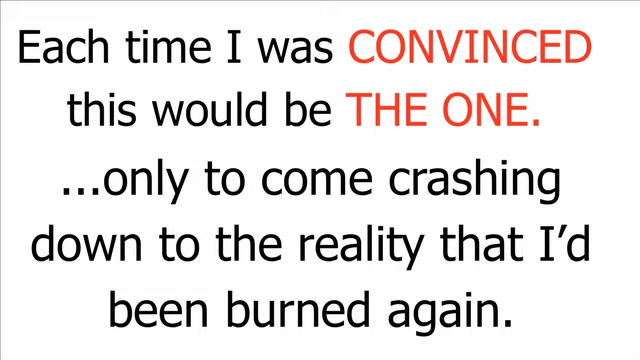 Each time I was CONVINCED
this would be THE ONE.
...only to come crashing
down to the reality that I’d
been burned again.